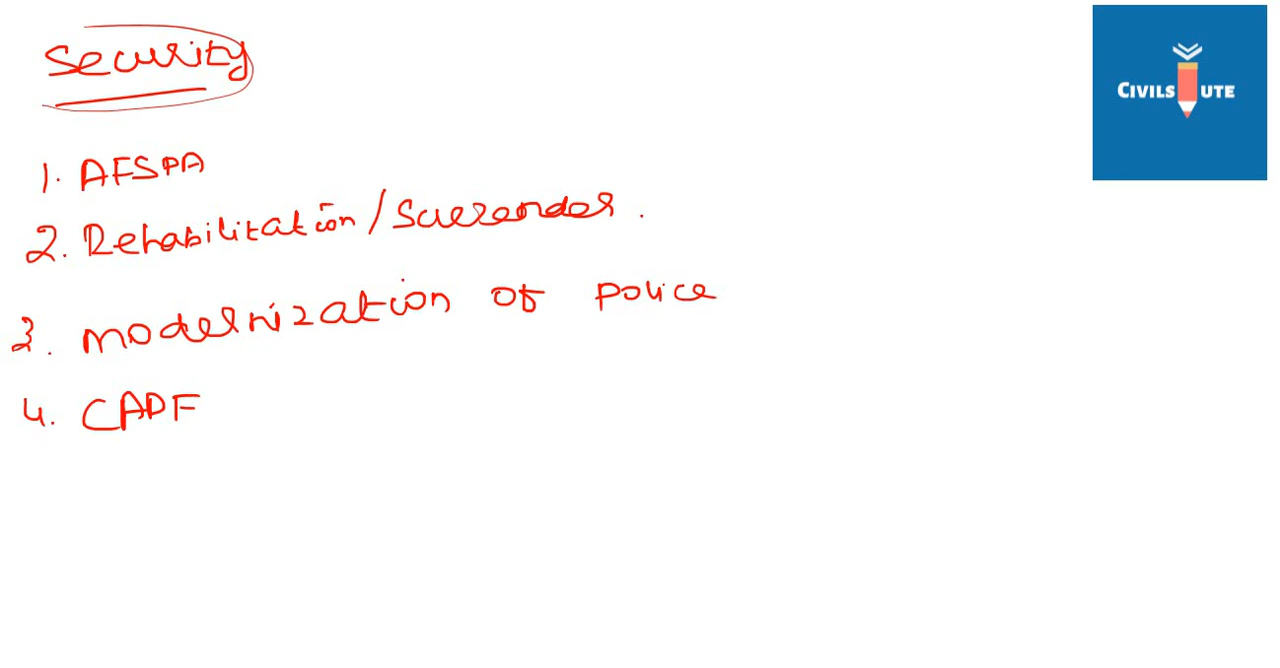 Security
1. AFSPA
2. Rehabilitation/Surrender.
3. modernization of police
4. CAPF
CIVILS UTE